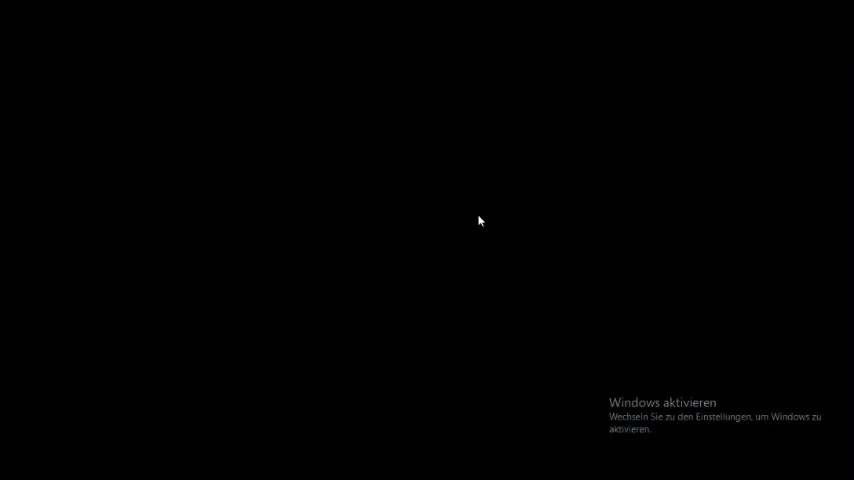 Windows aktivieren
Wechseln Sie zu den Einstellungen, um Windows zu
aktivieren.